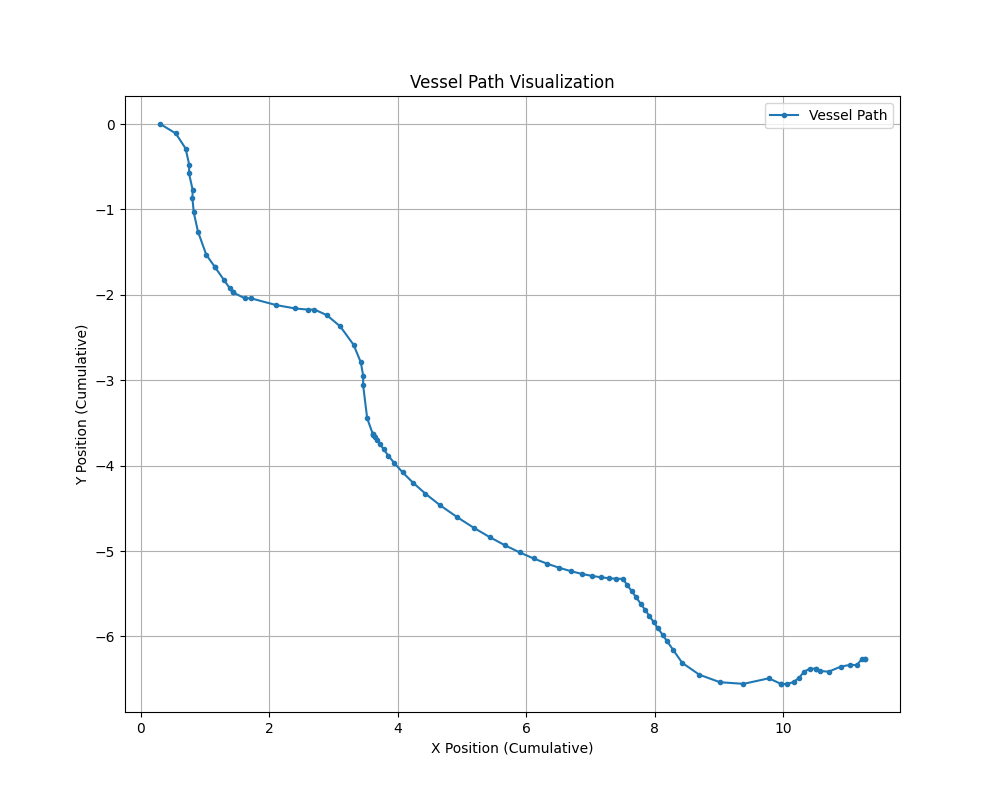 Vessel Path Visualization
Vessel Path
0
−1
−2
−3
−4
−5
−6
Y Position (Cumulative)
0 2 4 6 8 10
X Position (Cumulative)